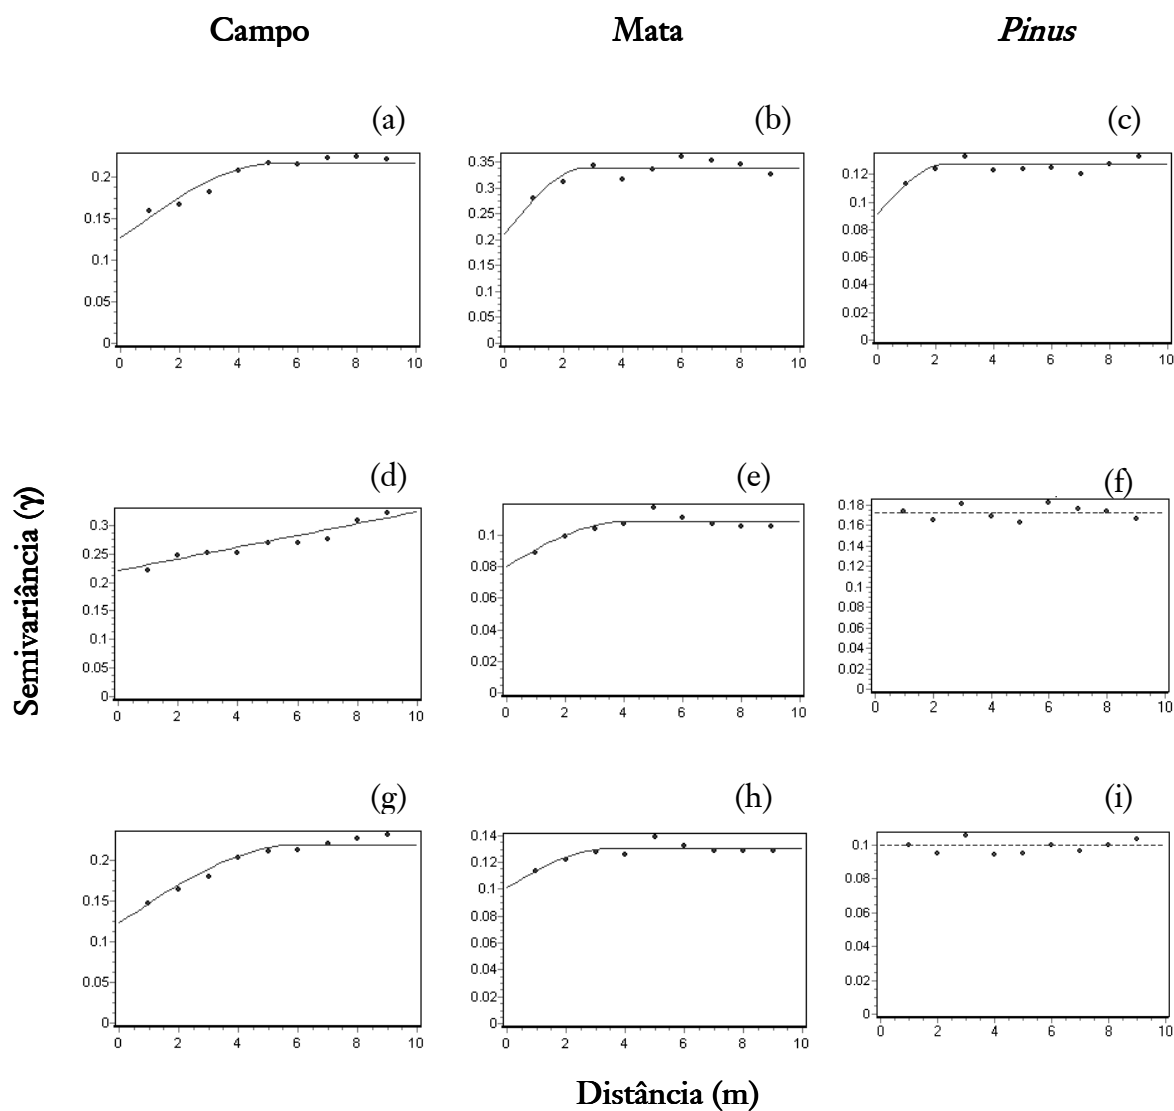 Campo Mata Pinus
(a) (b) (c)
0.2 0.15 0.1 0.05 0
0 2 4 6 8 10
0.35 0.3 0.25 0.2 0.15 0.1 0.05 0
0 2 4 6 8 10
0.12 0.1 0.08 0.06 0.04 0.02 0
0 2 4 6 8 10
Semivariância (γ)
(d) (e) (f)
0.3 0.25 0.2 0.15 0.1 0.05 0
0 2 4 6 8 10
0.1 0.08 0.06 0.04 0.02 0
0 2 4 6 8 10
0.18 0.16 0.14 0.12 0.1 0.08 0.06 0.04 0.02 0
0 2 4 6 8 10
(g) (h) (i)
0.2 0.15 0.1 0.05 0
0 2 4 6 8 10
0.14 0.12 0.1 0.08 0.06 0.04 0.02 0
0 2 4 6 8 10
0.1 0.08 0.06 0.04 0.02 0
0 2 4 6 8 10
Distância (m)